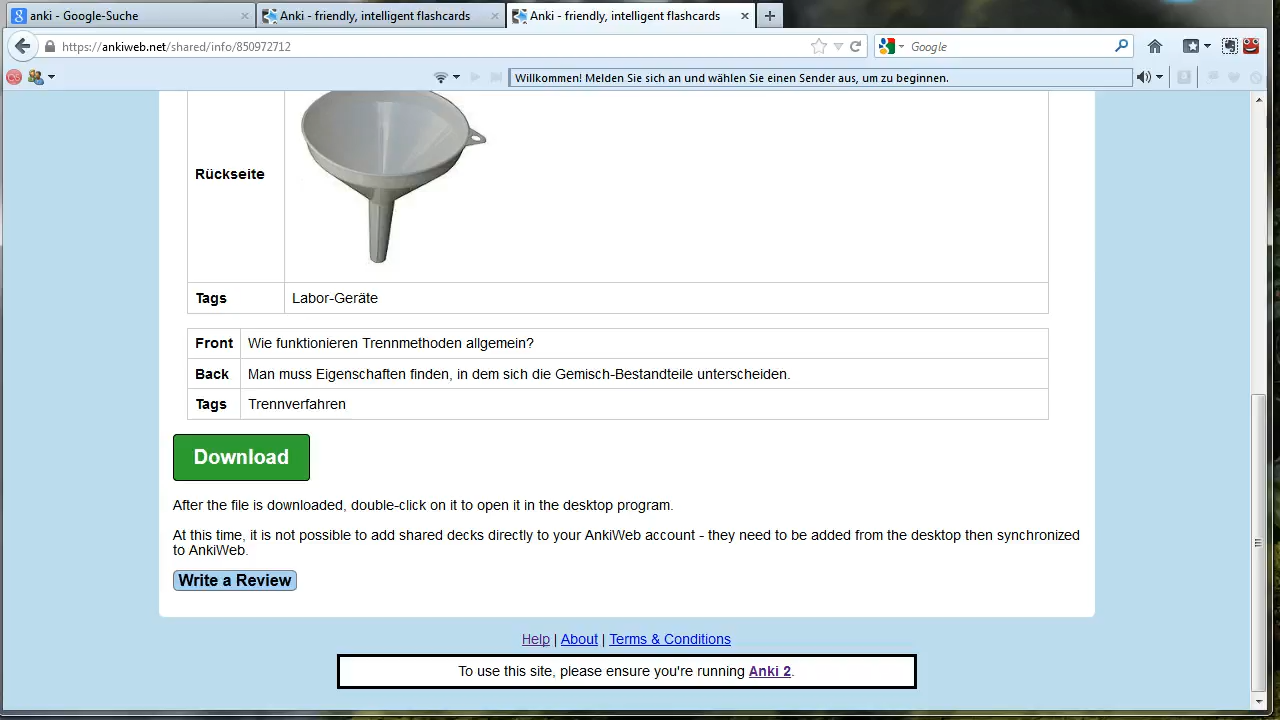 anki - Google-Suche
Anki - friendly, intelligent flashcards
Anki - friendly, intelligent flashcards
https://ankiweb.net/shared/info/850972712
Google
Willkommen! Melden Sie sich an und wählen Sie einen Sender aus, um zu beginnen.
Rückseite
Tags Labor-Geräte
Front Wie funktionieren Trennmethoden allgemein?
Back Man muss Eigenschaften finden, in dem sich die Gemisch-Bestandteile unterscheiden.
Tags Trennverfahren
Download
After the file is downloaded, double-click on it to open it in the desktop program.
At this time, it is not possible to add shared decks directly to your AnkiWeb account - they need to be added from the desktop then synchronized
to AnkiWeb.
Write a Review
Help | About | Terms & Conditions
To use this site, please ensure you're running Anki 2.